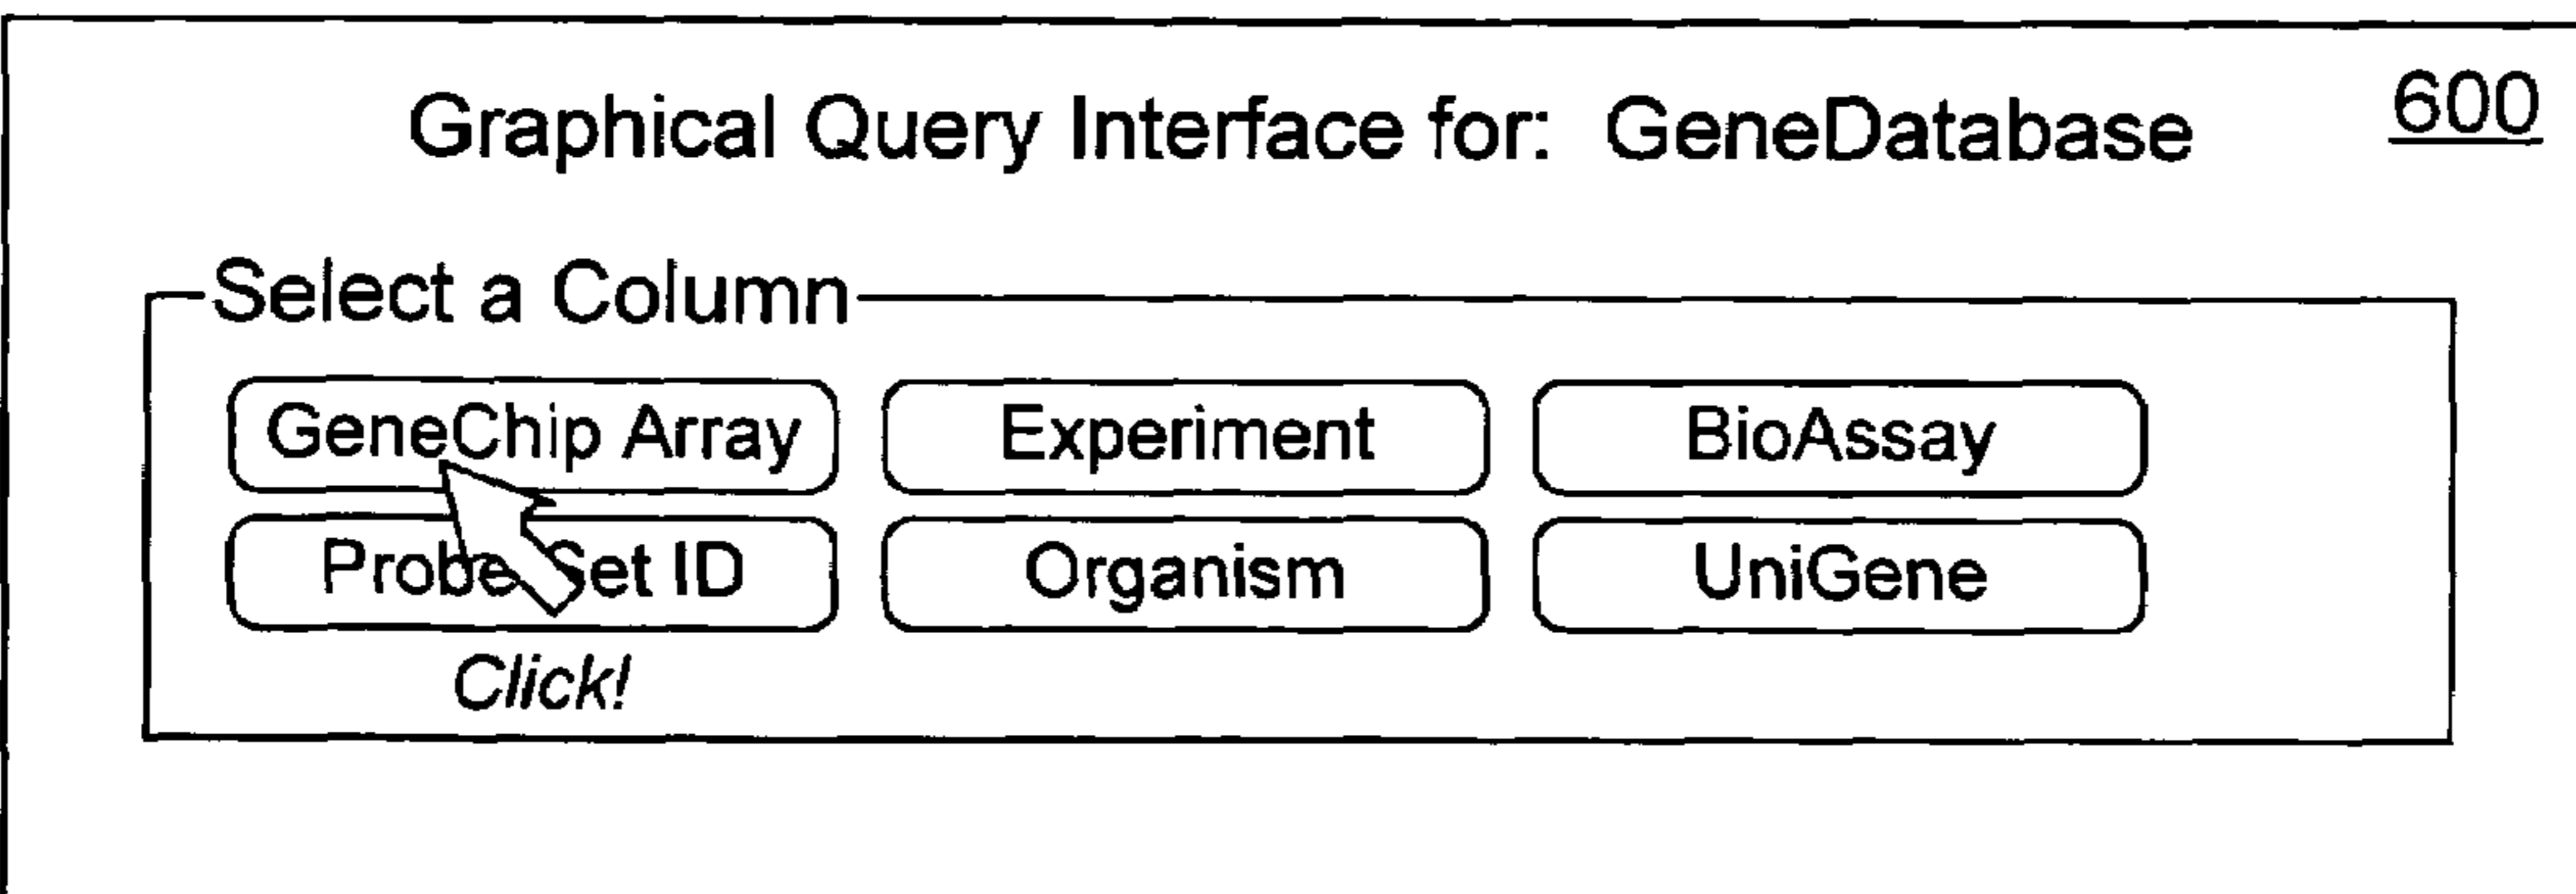 Graphical Query Interface for: GeneDatabase 600
Select a Column
GeneChip Array Experiment BioAssay
Probe Set ID Organism UniGene
Click!